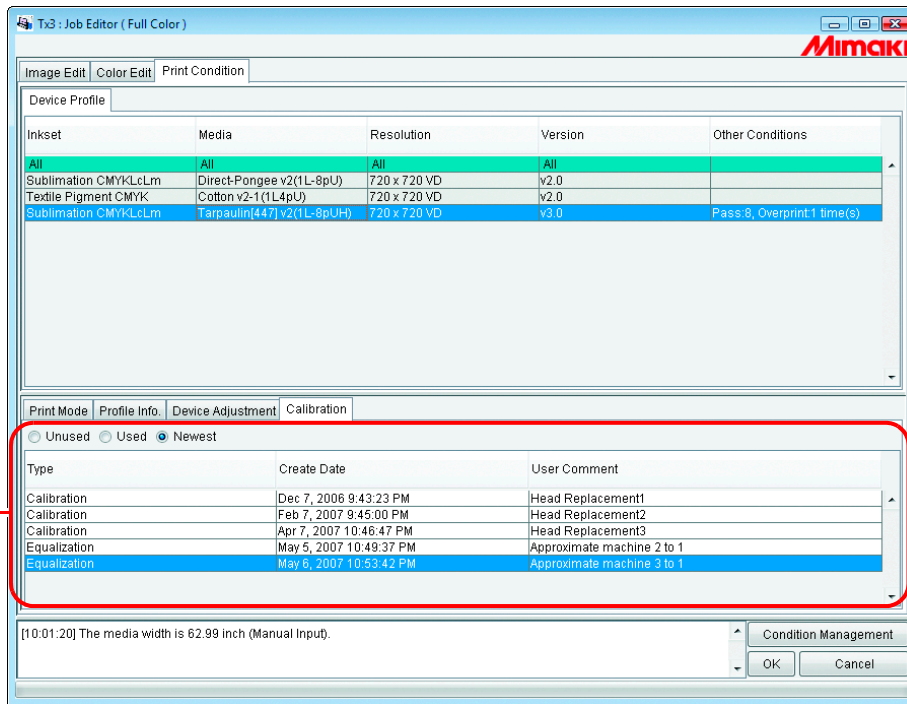 Tx3 : Job Editor ( Full Color )
Mimaki
Image Edit Color Edit Print Condition
Device Profile
Inkset Media Resolution Version Other Conditions
All All All All
Sublimation CMYKLcLm Direct-Pongee v2(1L-8pU) 720 x 720 VD v2.0
Textile Pigment CMYK Cotton v2-1(1L4pU) 720 x 720 VD v2.0
Sublimation CMYKLcLm Tarpaulin[447] v2(1L-8pUH) 720 x 720 VD v3.0 Pass:8, Overprint:1 time(s)
Print Mode Profile Info. Device Adjustment Calibration
Unused Used Newest
Type Create Date User Comment
Calibration Dec 7, 2006 9:43:23 PM Head Replacement1
Calibration Feb 7, 2007 9:45:00 PM Head Replacement2
Calibration Apr 7, 2007 10:46:47 PM Head Replacement3
Equalization May 5, 2007 10:49:37 PM Approximate machine 2 to 1
Equalization May 6, 2007 10:53:42 PM Approximate machine 3 to 1
[10:01:20] The media width is 62.99 inch (Manual Input).
Condition Management
OK Cancel